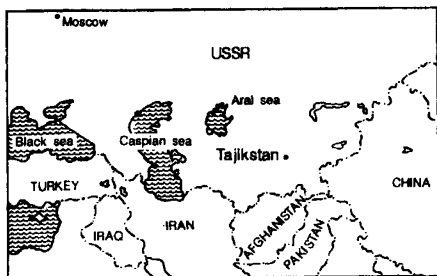 Moscow
USSR
Aral sea
Black sea
Caspian sea
Tajikstan
TURKEY
CHINA
IRAQ
IRAN
AFGHANISTAN
PAKISTAN